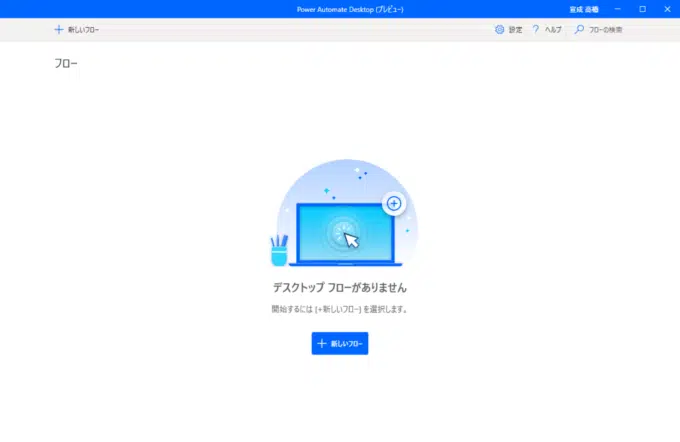 Power Automate Desktop (プレビュー)
宣成 高橋
新しいフロー
設定
ヘルプ
フローの検索
フロー
デスクトップ フローがありません
開始するには [+新しいフロー] を選択します。
新しいフロー